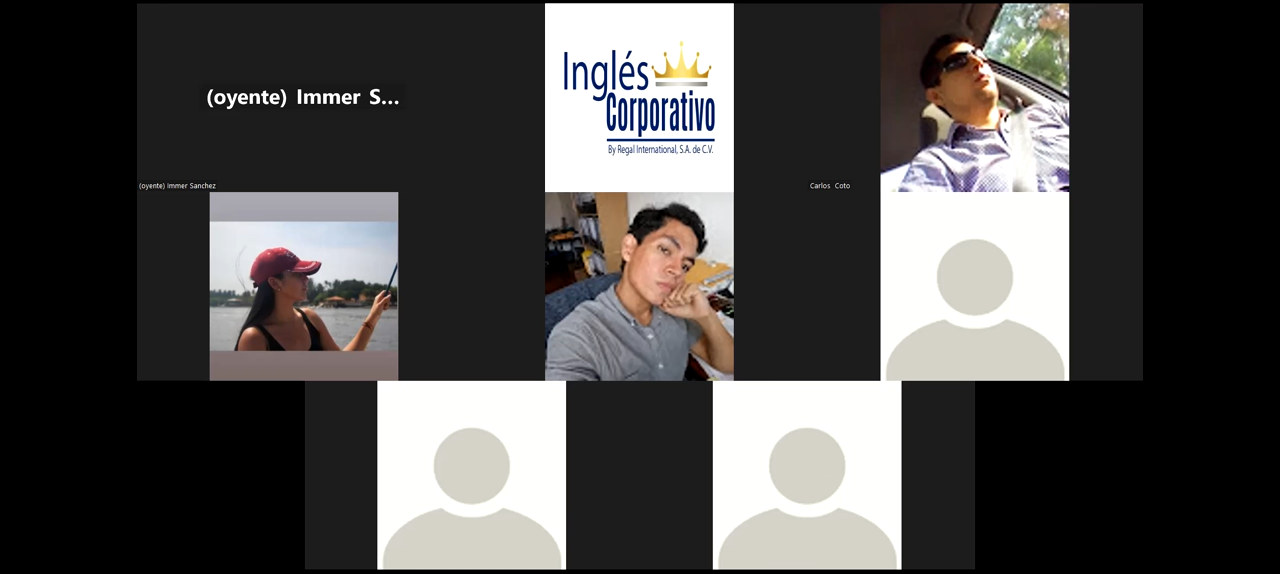 (oyente) Immer S...
Inglés
Corporativo
By Regal International, S.A. de C.V.
(oyente) Immer Sanchez
Carlos Coto